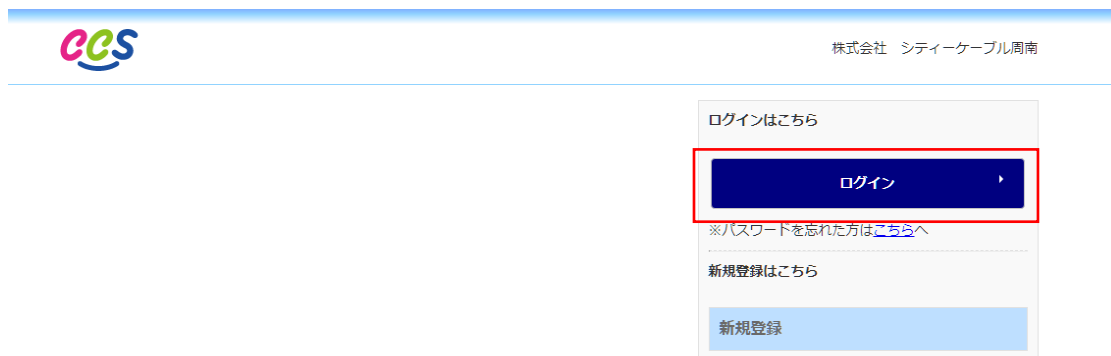 CCS
株式会社　シティーケーブル周南
ログインはこちら
ログイン
※パスワードを忘れた方はこちらへ
新規登録はこちら
新規登録